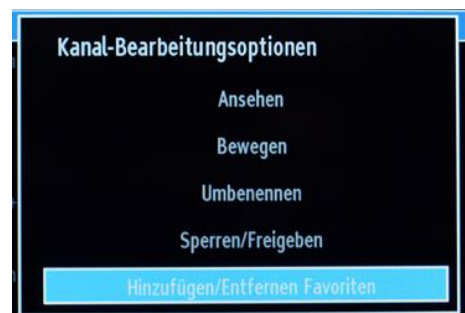 Kanal-Bearbeitungsoptionen
Ansehen
Bewegen
Umbenennen
Sperren/Freigeben
Hinzufügen/Entfernen Favoriten